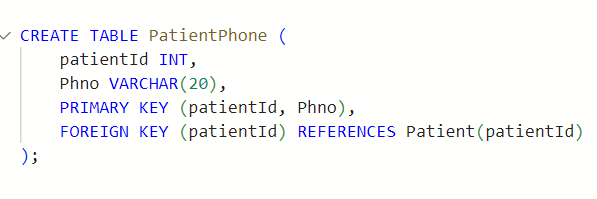 CREATE TABLE PatientPhone (
    patientId INT,
    Phno VARCHAR(20),
    PRIMARY KEY (patientId, Phno),
    FOREIGN KEY (patientId) REFERENCES Patient(patientId)
);